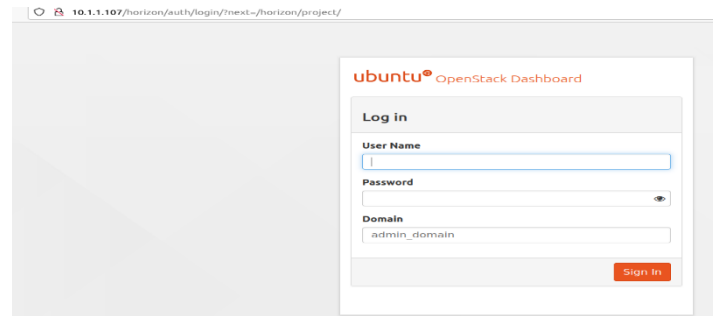 10.1.1.107/horizon/auth/login/?next=/horizon/project/
ubuntu® OpenStack Dashboard
Log in
User Name
Password
Domain
admin_domain
Sign In